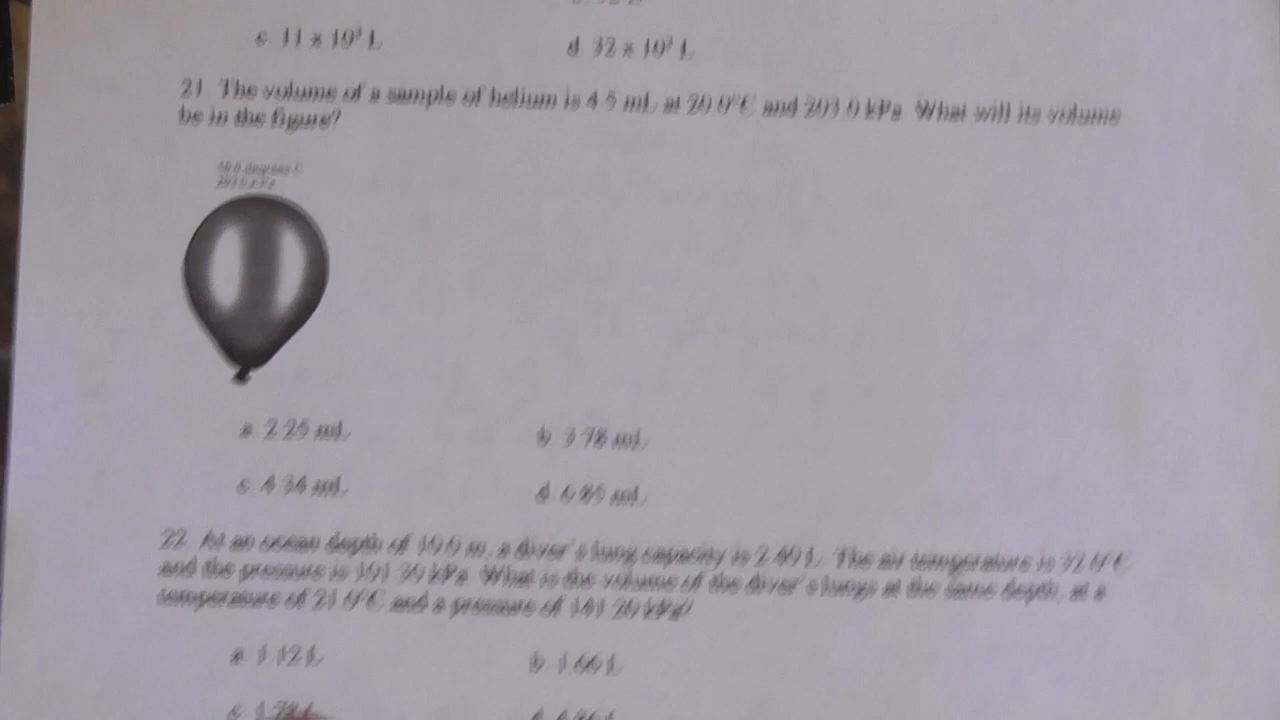 c. 11 × 10³ L d. 32 × 10³ L
21. The volume of a sample of helium is 4.5 mL at 20.0°C and 203.0 kPa. What will its volume
be in the figure?
degrees C
a. 2.25 mL b. 3.78 mL
c. 4.34 mL d. 6.85 mL
22. At an ocean depth of 10.0 m, a diver's lung capacity is 2.40 L. The air temperature is 32.0°C
and the pressure is 101.30 kPa. What is the volume of the diver's lungs at the same depth, at a
temperature of 21.0°C and a pressure of 141.20 kPa?
a. 1.12 L b. 1.66 L